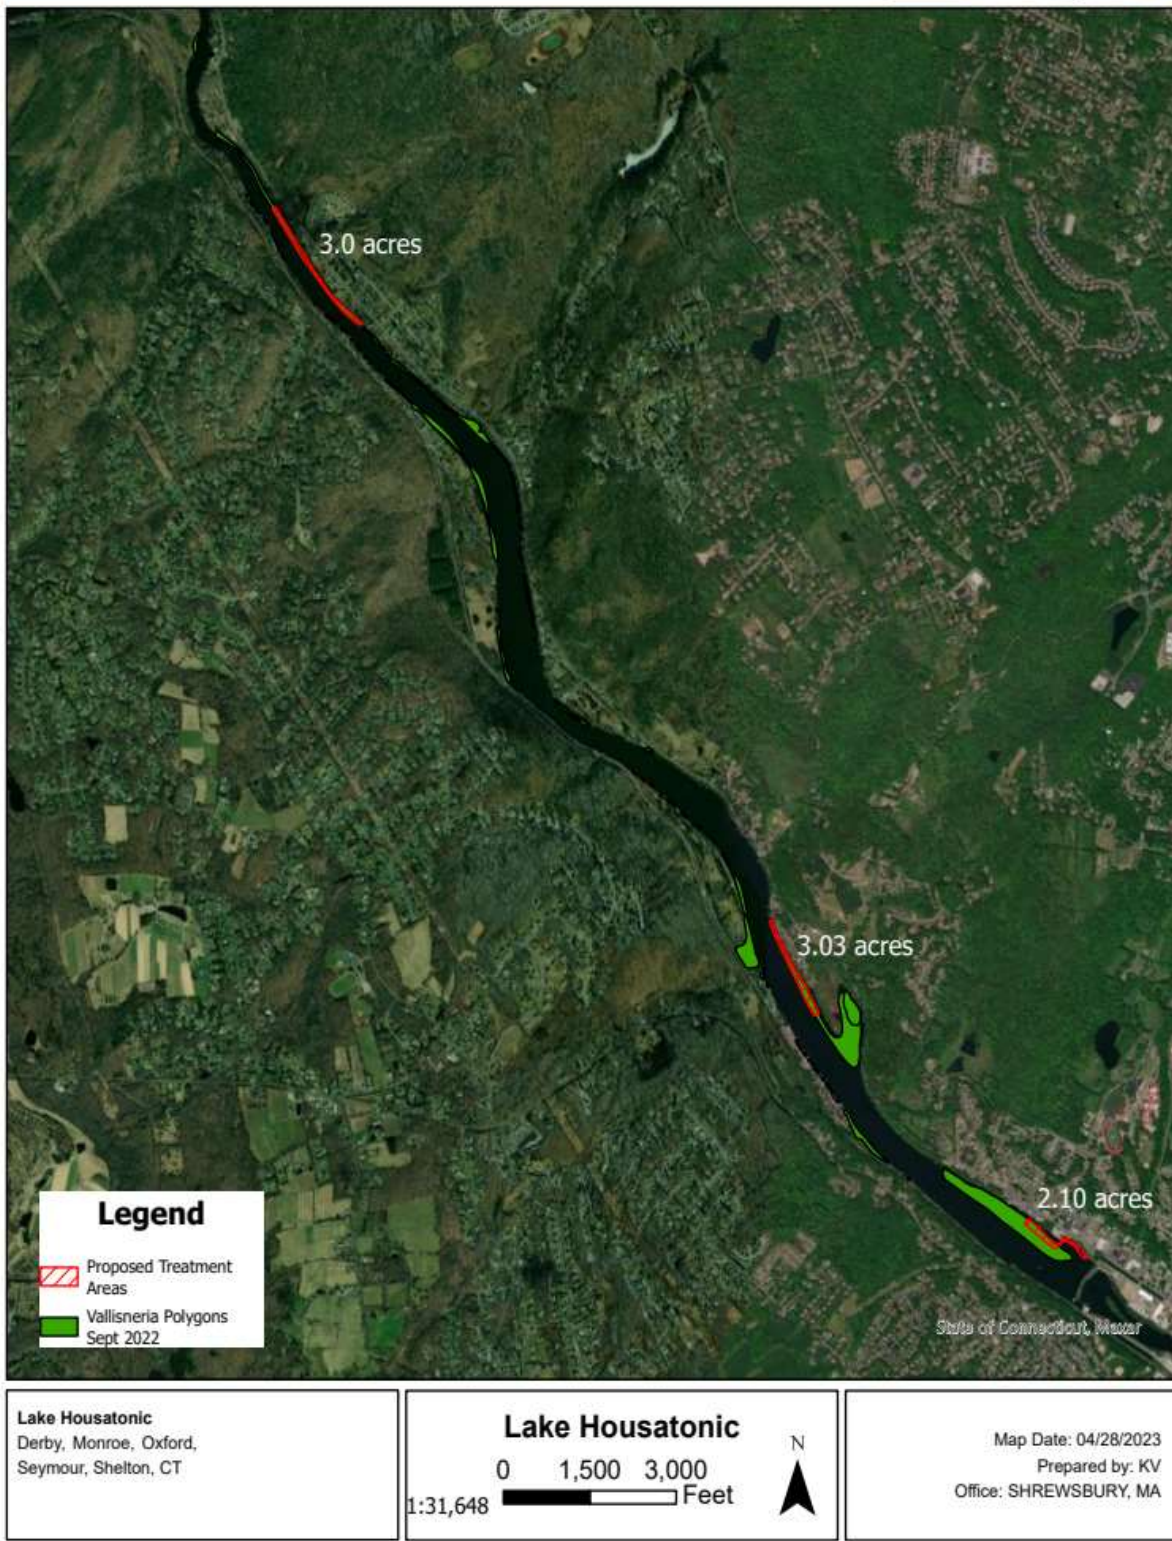 3.0 acres
3.03 acres
2.10 acres
Legend
Proposed Treatment
Areas
Vallisneria Polygons
Sept 2022
State of Connecticut, Maxar
Lake Housatonic
Derby, Monroe, Oxford,
Seymour, Shelton, CT
Lake Housatonic
0 1,500 3,000
1:31,648 Feet
N
Map Date: 04/28/2023
Prepared by: KV
Office: SHREWSBURY, MA